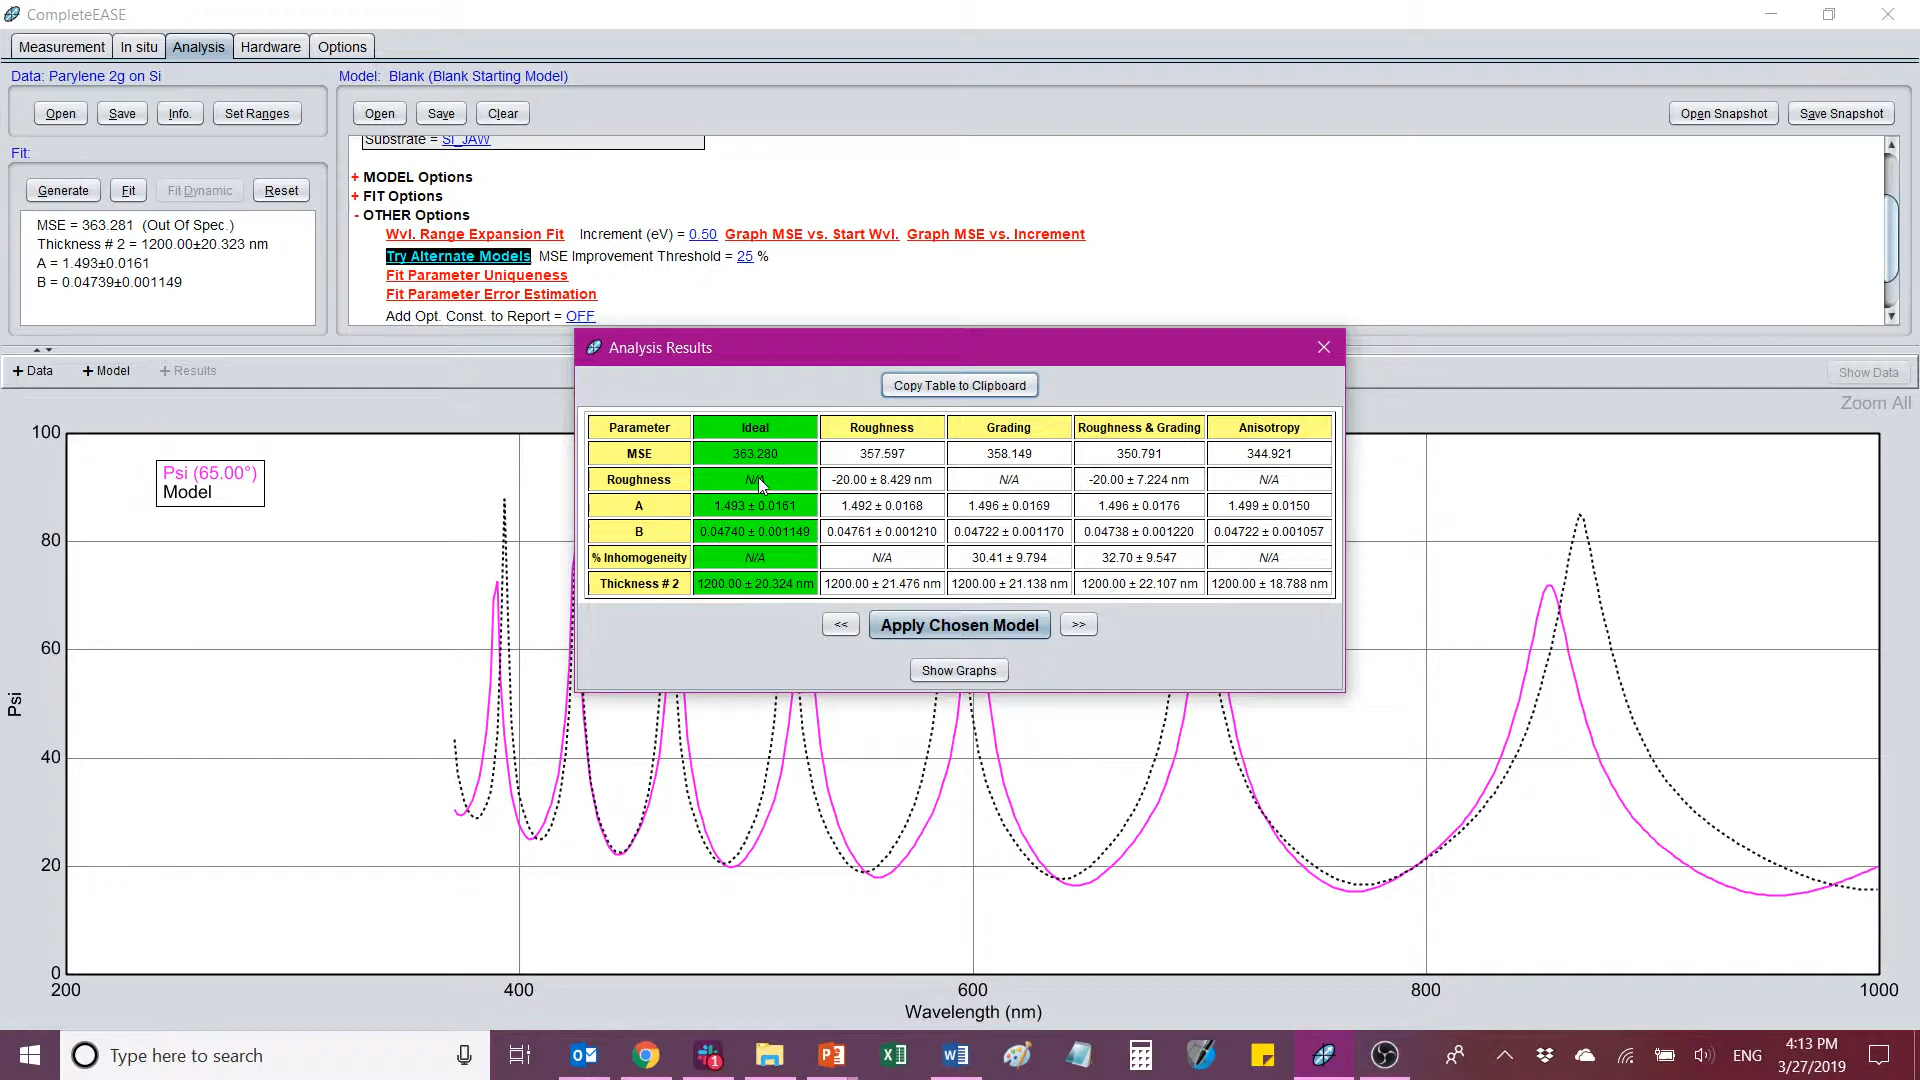 CompleteEASE
Measurement In situ Analysis Hardware Options
Data: Parylene 2g on Si
Open Save Info. Set Ranges
Fit:
Generate Fit Fit Dynamic Reset
MSE = 363.281 (Out Of Spec.)
Thickness # 2 = 1200.00±20.323 nm
A = 1.493±0.0161
B = 0.04739±0.001149
Model: Blank (Blank Starting Model)
Open Save Clear Open Snapshot Save Snapshot
Substrate = SI_JAW
+ MODEL Options
+ FIT Options
- OTHER Options
Wvl. Range Expansion Fit Increment (eV) = 0.50 Graph MSE vs. Start Wvl. Graph MSE vs. Increment
Try Alternate Models MSE Improvement Threshold = 25 %
Fit Parameter Uniqueness
Fit Parameter Error Estimation
Add Opt. Const. to Report = OFF
+ Data + Model + Results Show Data
Zoom All
Analysis Results
Copy Table to Clipboard
Parameter Ideal Roughness Grading Roughness & Grading Anisotropy
MSE 363.280 357.597 358.149 350.791 344.921
Roughness N/A -20.00 ± 8.429 nm N/A -20.00 ± 7.224 nm N/A
A 1.493 ± 0.0161 1.492 ± 0.0168 1.496 ± 0.0169 1.496 ± 0.0176 1.499 ± 0.0150
B 0.04740 ± 0.001149 0.04761 ± 0.001210 0.04722 ± 0.001170 0.04738 ± 0.001220 0.04722 ± 0.001057
% Inhomogeneity N/A N/A 30.41 ± 9.794 32.70 ± 9.547 N/A
Thickness # 2 1200.00 ± 20.324 nm 1200.00 ± 21.476 nm 1200.00 ± 21.138 nm 1200.00 ± 22.107 nm 1200.00 ± 18.788 nm
<< Apply Chosen Model >>
Show Graphs
Psi (65.00°)
Model
Psi
100
80
60
40
20
0
200 400 600 800 1000
Wavelength (nm)
Type here to search
1
ENG
4:13 PM
3/27/2019